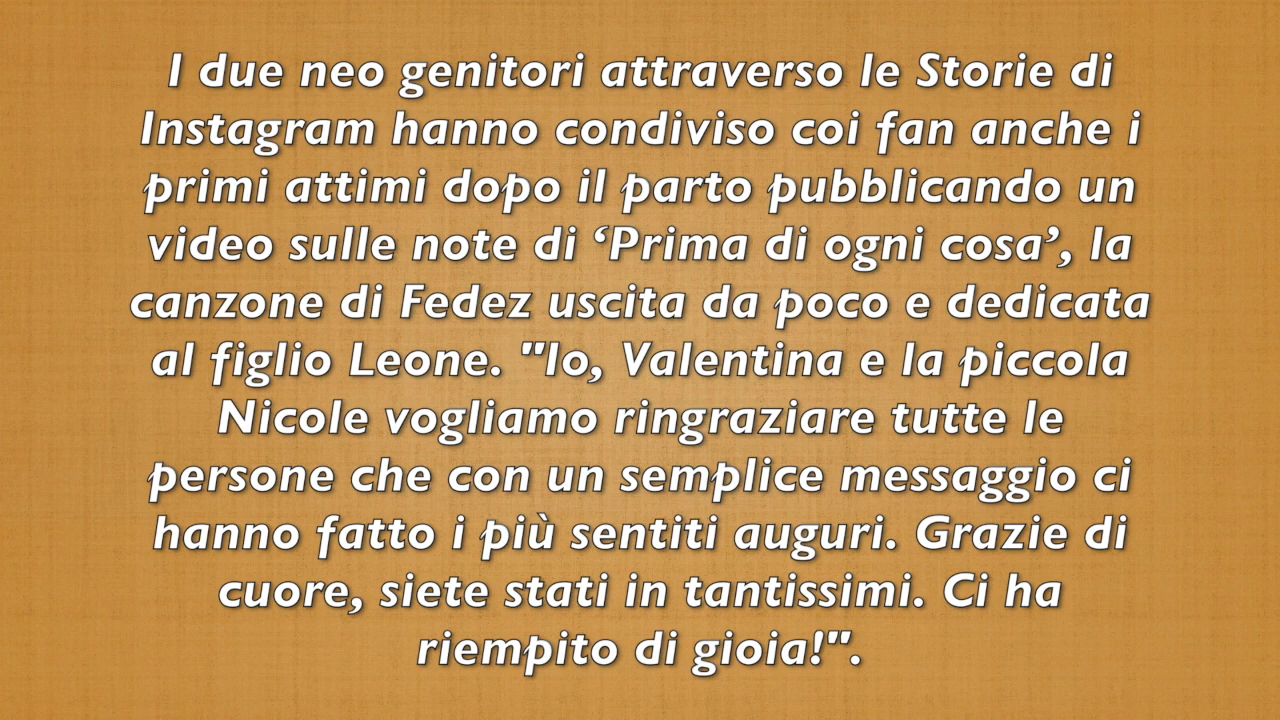 I due neo genitori attraverso le Storie di
Instagram hanno condiviso coi fan anche i
primi attimi dopo il parto pubblicando un
video sulle note di ‘Prima di ogni cosa’, la
canzone di Fedez uscita da poco e dedicata
al figlio Leone. "Io, Valentina e la piccola
Nicole vogliamo ringraziare tutte le
persone che con un semplice messaggio ci
hanno fatto i più sentiti auguri. Grazie di
cuore, siete stati in tantissimi. Ci ha
riempito di gioia!".